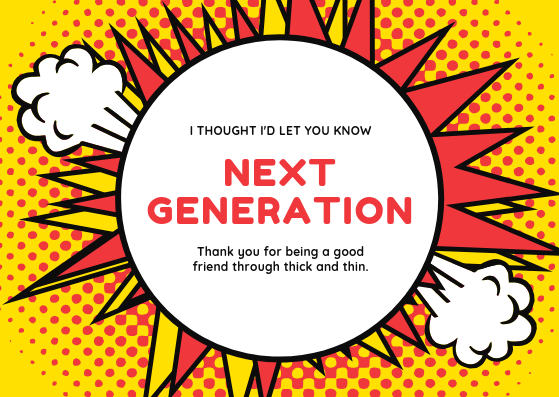 I THOUGHT I'D LET YOU KNOW
NEXT
GENERATION
Thank you for being a good
friend through thick and thin.